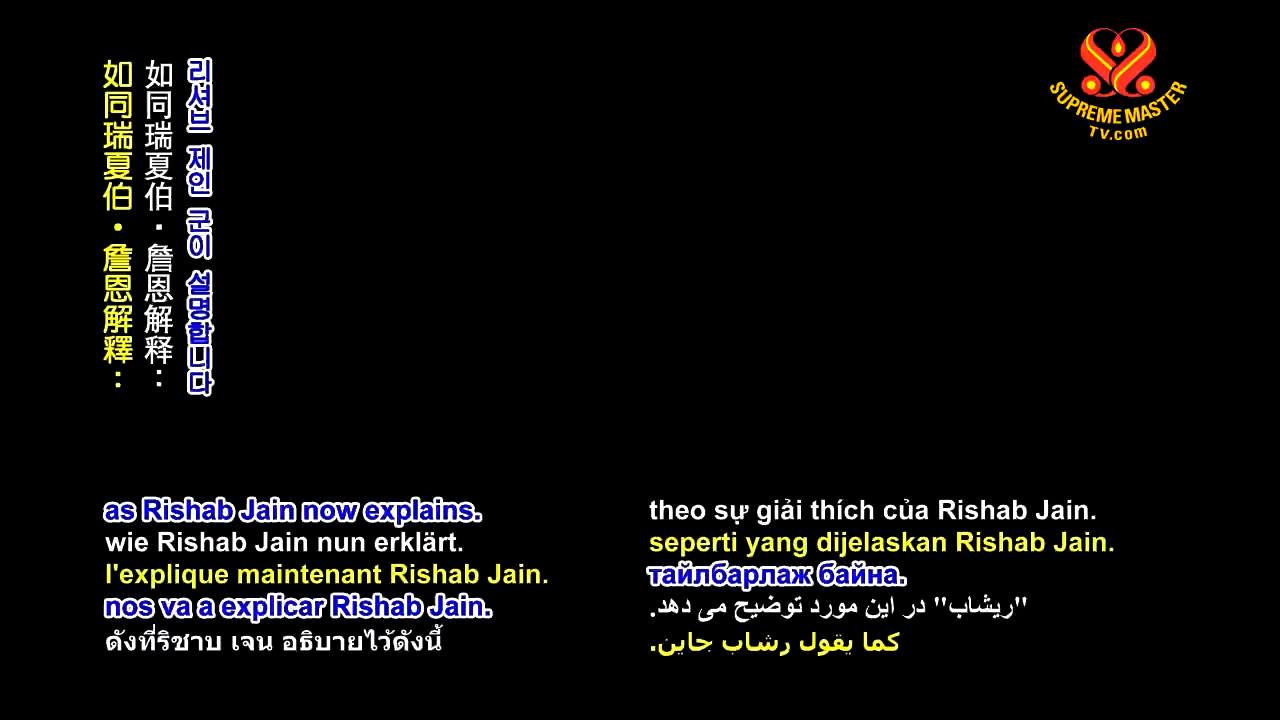 如同瑞夏伯・詹恩解釋：
如同瑞夏伯・詹恩解释：
리셔브 제인 군이 설명합니다
SUPREME MASTER
TV.com
as Rishab Jain now explains.
wie Rishab Jain nun erklärt.
l'explique maintenant Rishab Jain.
nos va a explicar Rishab Jain.
ดังที่ริชาบ เจน อธิบายไว้ดังนี้
theo sự giải thích của Rishab Jain.
seperti yang dijelaskan Rishab Jain.
тайлбарлаж байна.
"ریشاب" در این مورد توضیح می دهد.
كما يقول رشاب جاين.